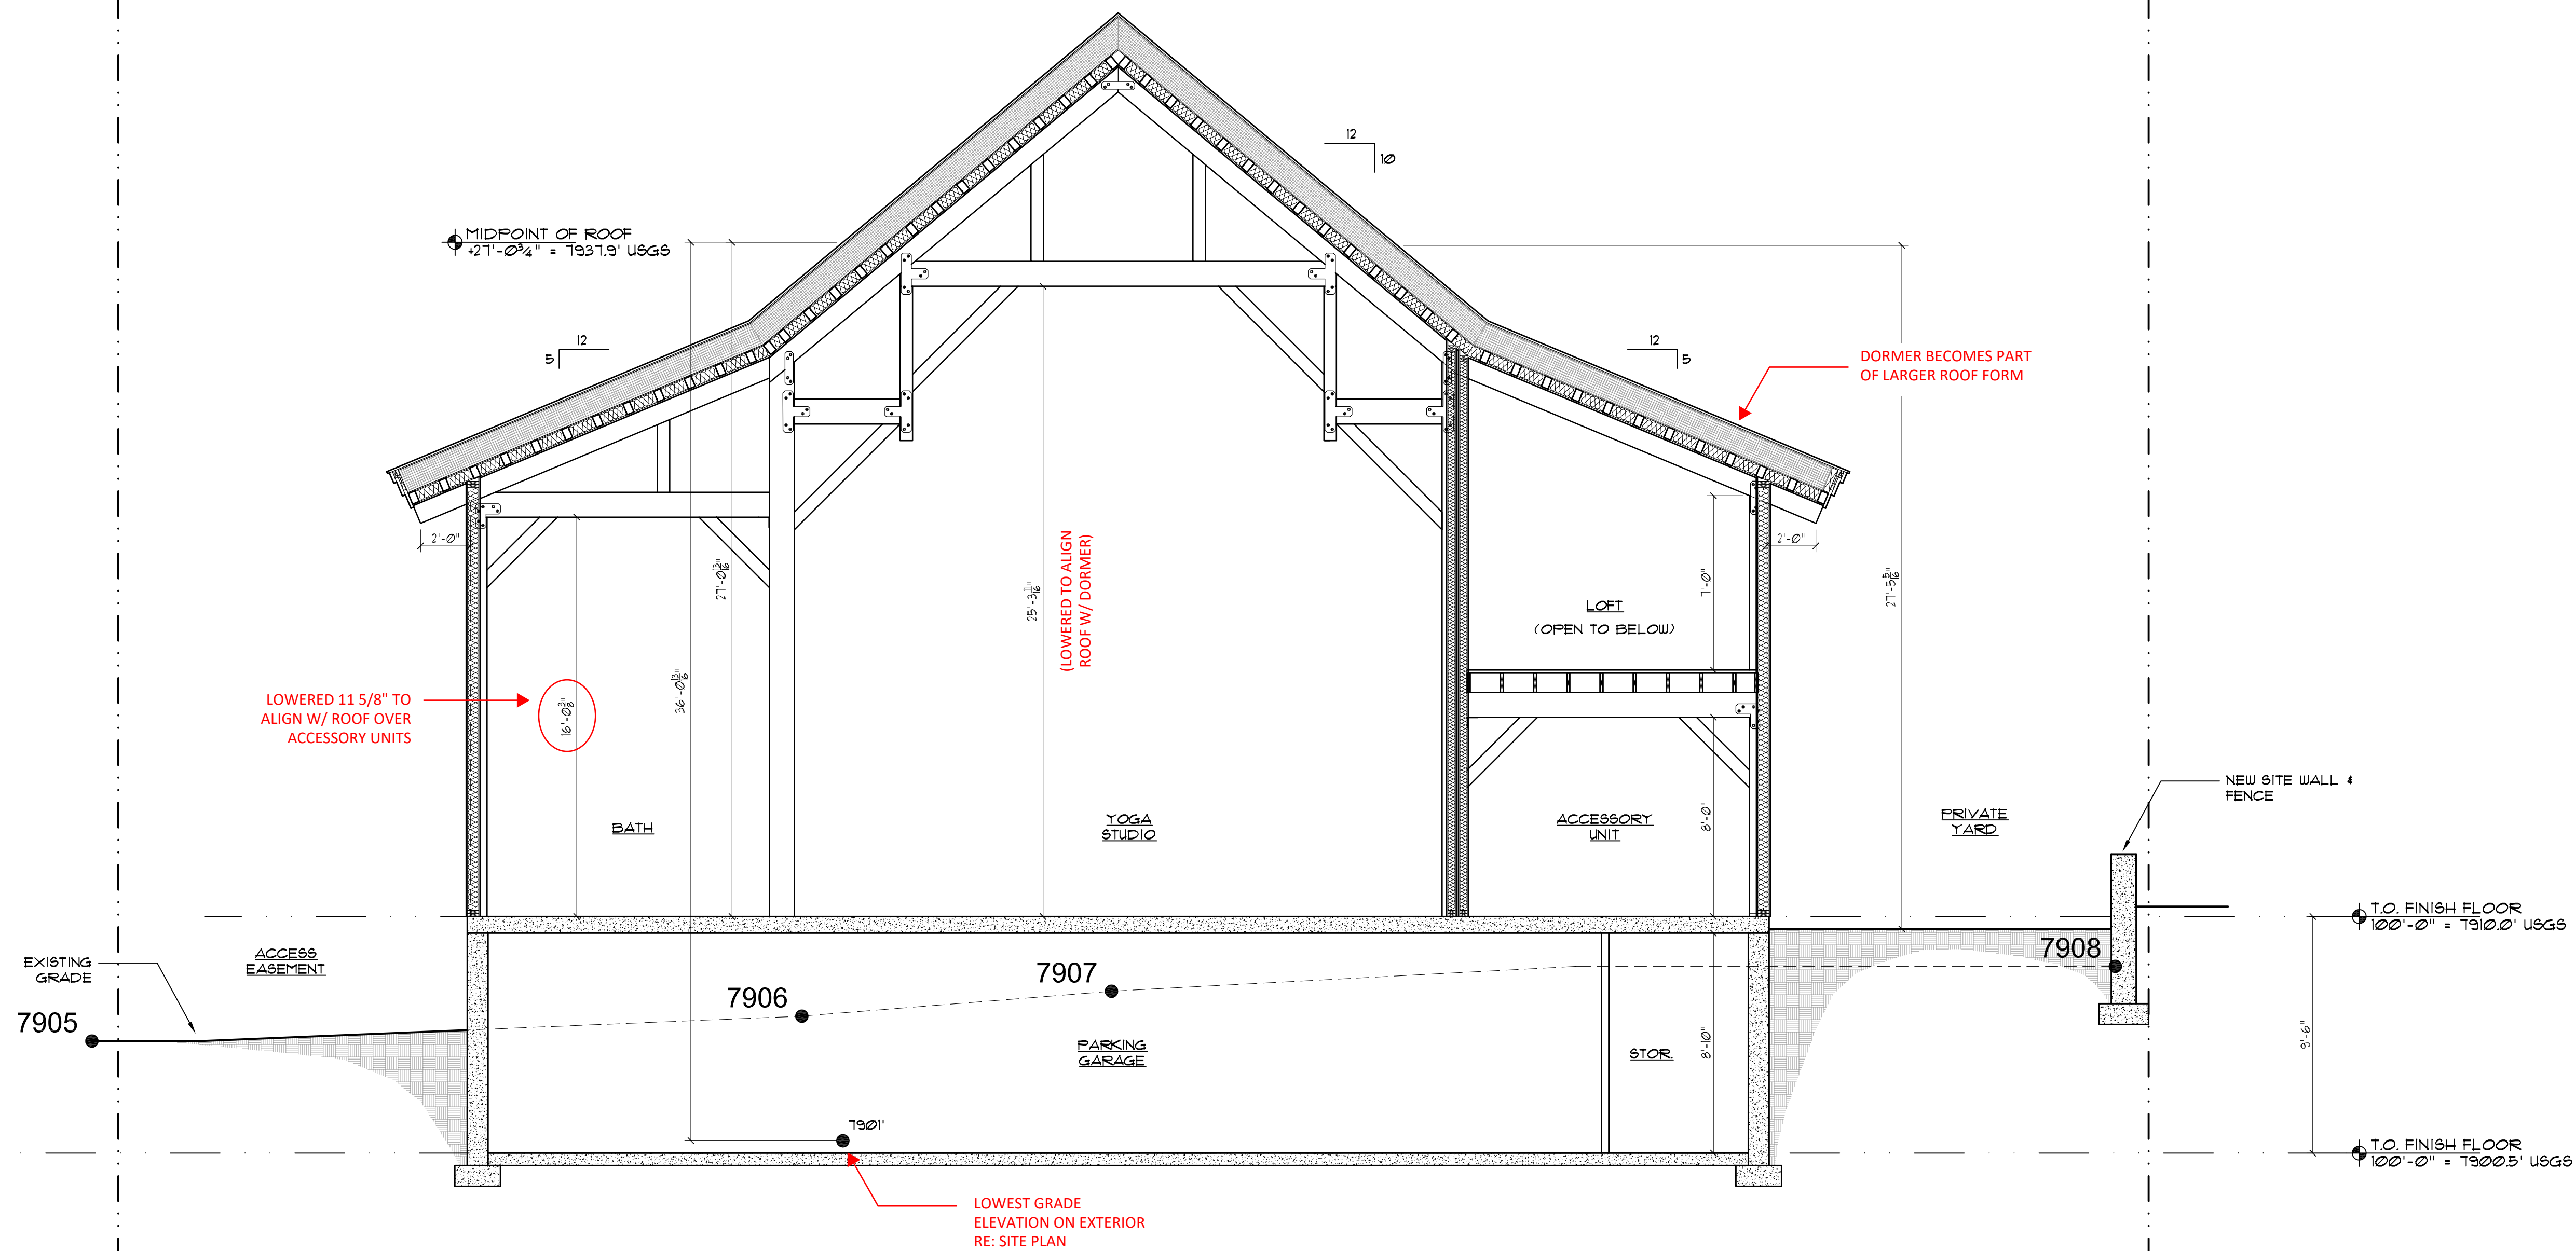 12
10
MIDPOINT OF ROOF
+27'-0¾" = 7937.9' USGS
12
5
12
5
DORMER BECOMES PART
OF LARGER ROOF FORM
2'-0"
2'-0"
27'-0 13/16"
36'-0 13/16"
25'-3 11/16"
(LOWERED TO ALIGN
ROOF W/ DORMER)
7'-0"
27'-5 5/16"
LOFT
(OPEN TO BELOW)
LOWERED 11 5/8" TO
ALIGN W/ ROOF OVER
ACCESSORY UNITS
16'-0 3/8"
BATH
YOGA
STUDIO
ACCESSORY
UNIT
8'-0"
PRIVATE
YARD
NEW SITE WALL &
FENCE
T.O. FINISH FLOOR
100'-0" = 7910.0' USGS
EXISTING
GRADE
ACCESS
EASEMENT
7905
7906
7907
7908
PARKING
GARAGE
STOR.
8'-10"
9'-6"
7901'
T.O. FINISH FLOOR
100'-0" = 7900.5' USGS
LOWEST GRADE
ELEVATION ON EXTERIOR
RE: SITE PLAN